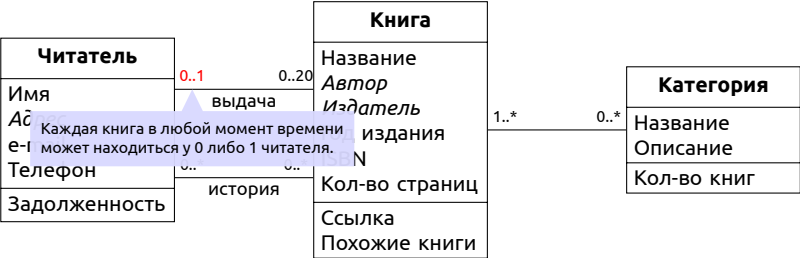 Читатель
Имя
e-m
Телефон
Задолженность
0..1
0..20
выдача
Каждая книга в любой момент времени
может находиться у 0 либо 1 читателя.
история
Книга
Название
Автор
Издатель
издания
ISBN
Кол-во страниц
Ссылка
Похожие книги
1..*
0..*
Категория
Название
Описание
Кол-во книг